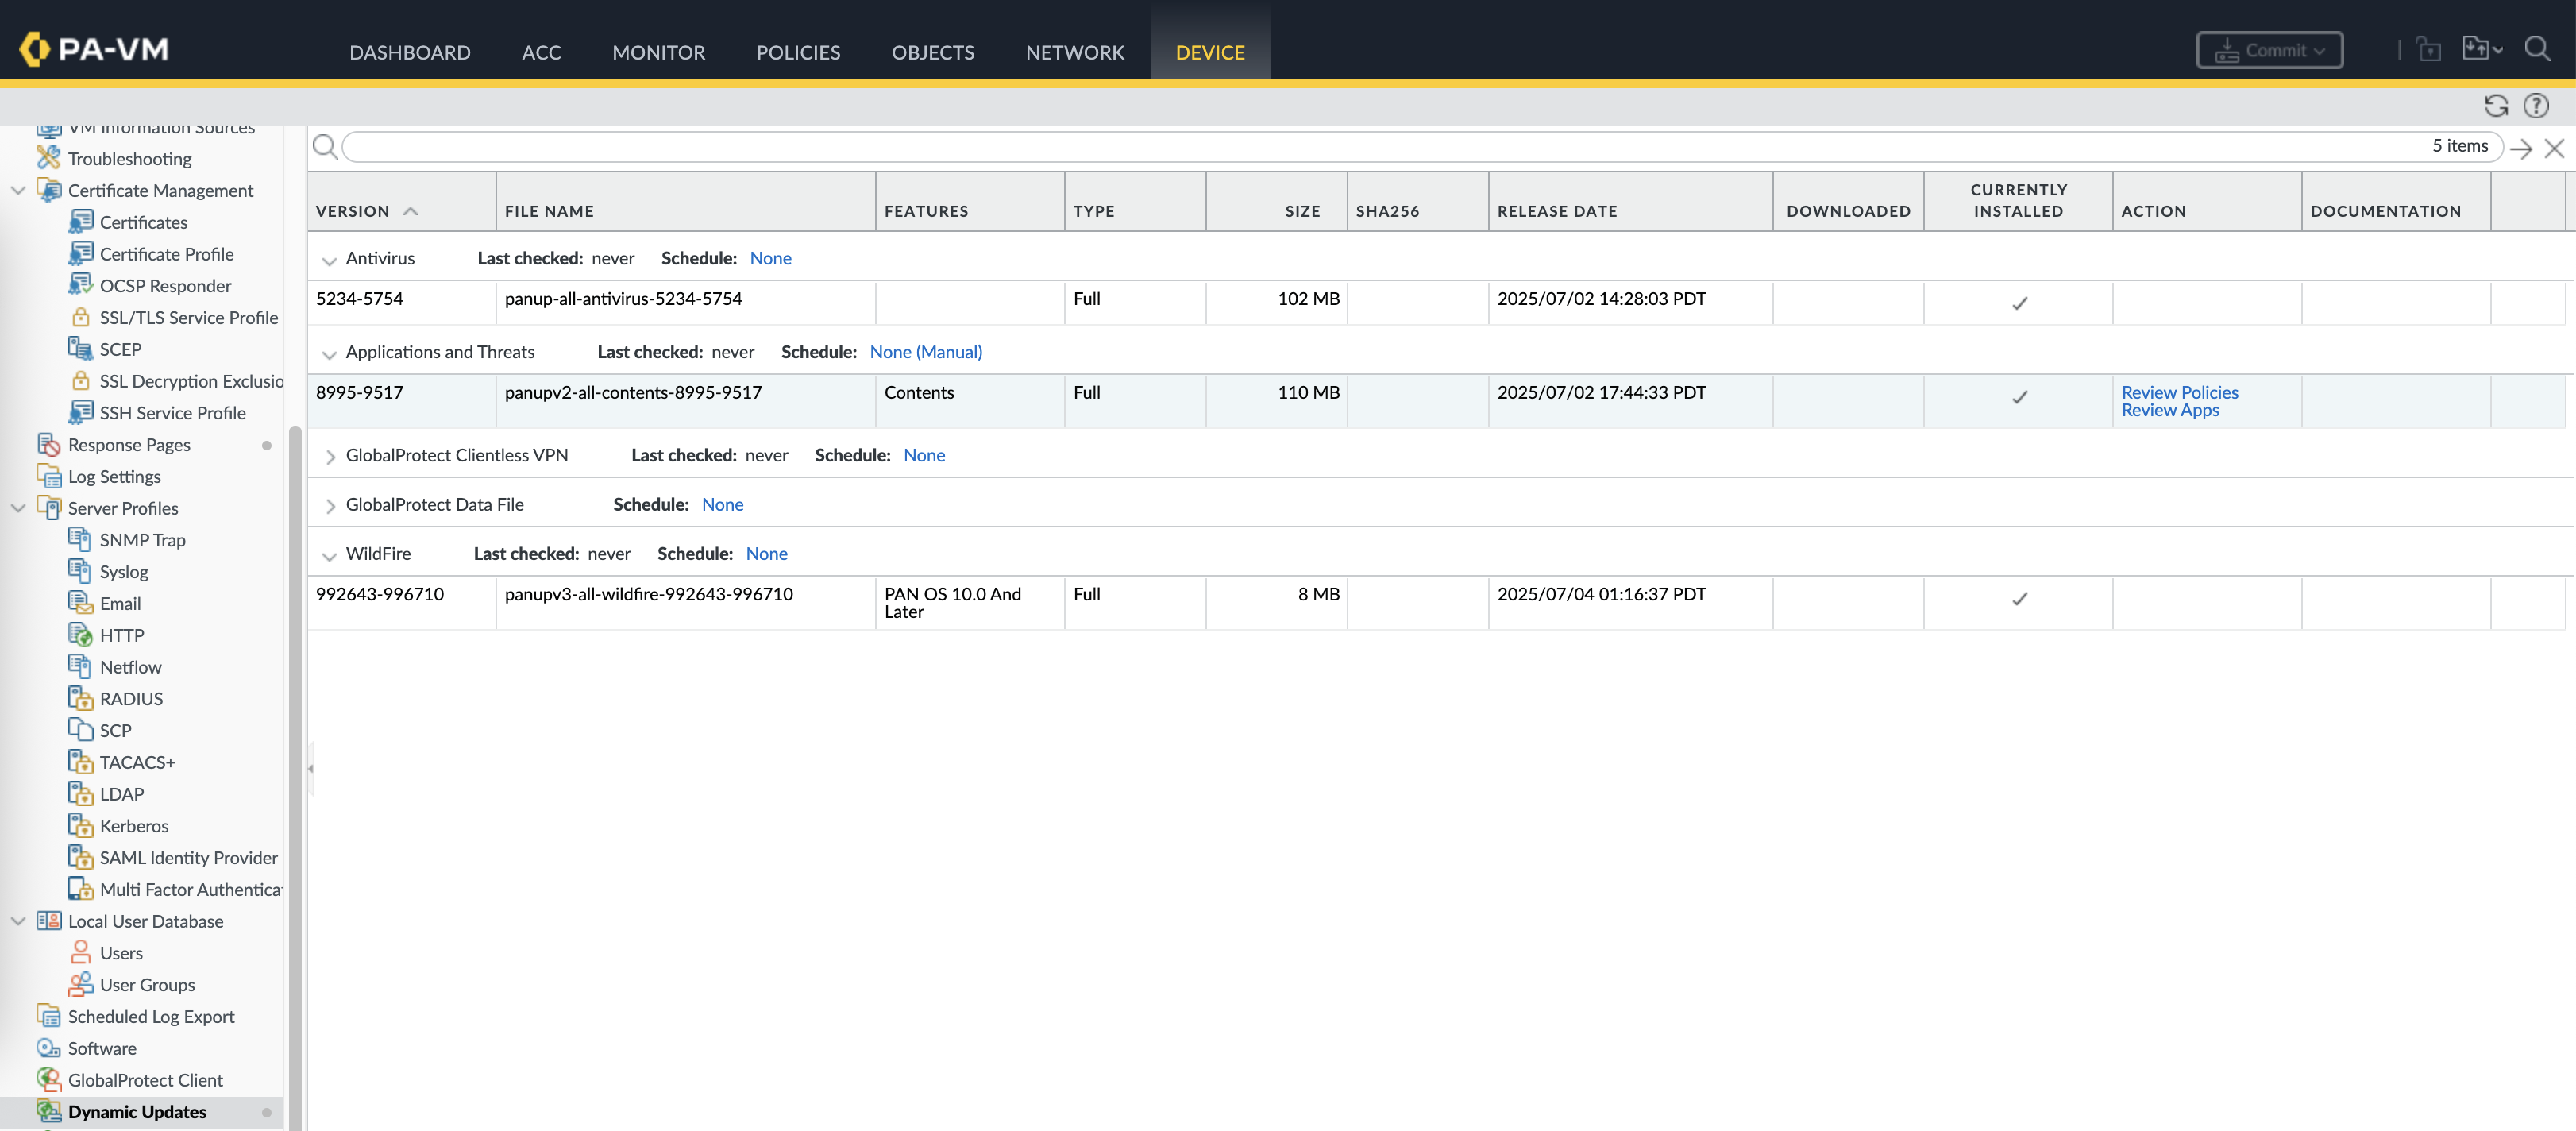 PA-VM
DASHBOARD
ACC
MONITOR
POLICIES
OBJECTS
NETWORK
DEVICE
Commit
VM Information Sources
Troubleshooting
Certificate Management
Certificates
Certificate Profile
OCSP Responder
SSL/TLS Service Profile
SCEP
SSL Decryption Exclusio
SSH Service Profile
Response Pages
Log Settings
Server Profiles
SNMP Trap
Syslog
Email
HTTP
Netflow
RADIUS
SCP
TACACS+
LDAP
Kerberos
SAML Identity Provider
Multi Factor Authentica
Local User Database
Users
User Groups
Scheduled Log Export
Software
GlobalProtect Client
Dynamic Updates
5 items
VERSION FILE NAME FEATURES TYPE SIZE SHA256 RELEASE DATE DOWNLOADED CURRENTLY INSTALLED ACTION DOCUMENTATION
Antivirus Last checked: never Schedule: None
5234-5754 panup-all-antivirus-5234-5754 Full 102 MB 2025/07/02 14:28:03 PDT
Applications and Threats Last checked: never Schedule: None (Manual)
8995-9517 panupv2-all-contents-8995-9517 Contents Full 110 MB 2025/07/02 17:44:33 PDT Review Policies
Review Apps
GlobalProtect Clientless VPN Last checked: never Schedule: None
GlobalProtect Data File Schedule: None
WildFire Last checked: never Schedule: None
992643-996710 panupv3-all-wildfire-992643-996710 PAN OS 10.0 And Full 8 MB 2025/07/04 01:16:37 PDT
Later